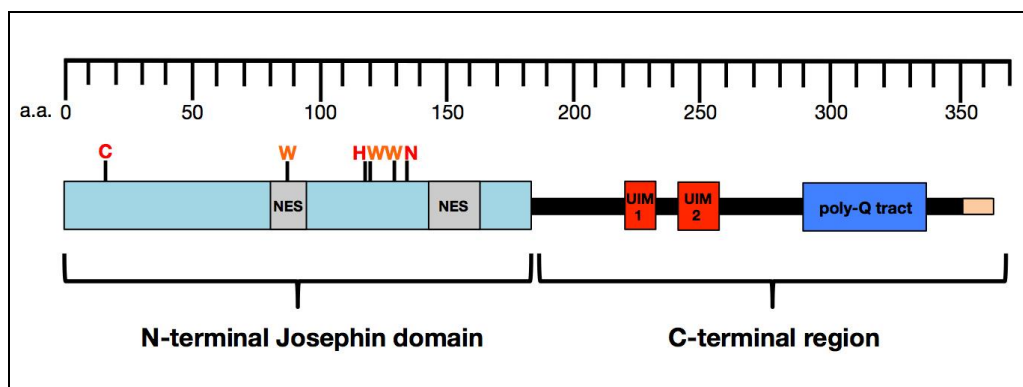 a.a. 0 50 100 150 200 250 300 350
C W H W W N
NES NES UIM 1 UIM 2 poly-Q tract
N-terminal Josephin domain C-terminal region